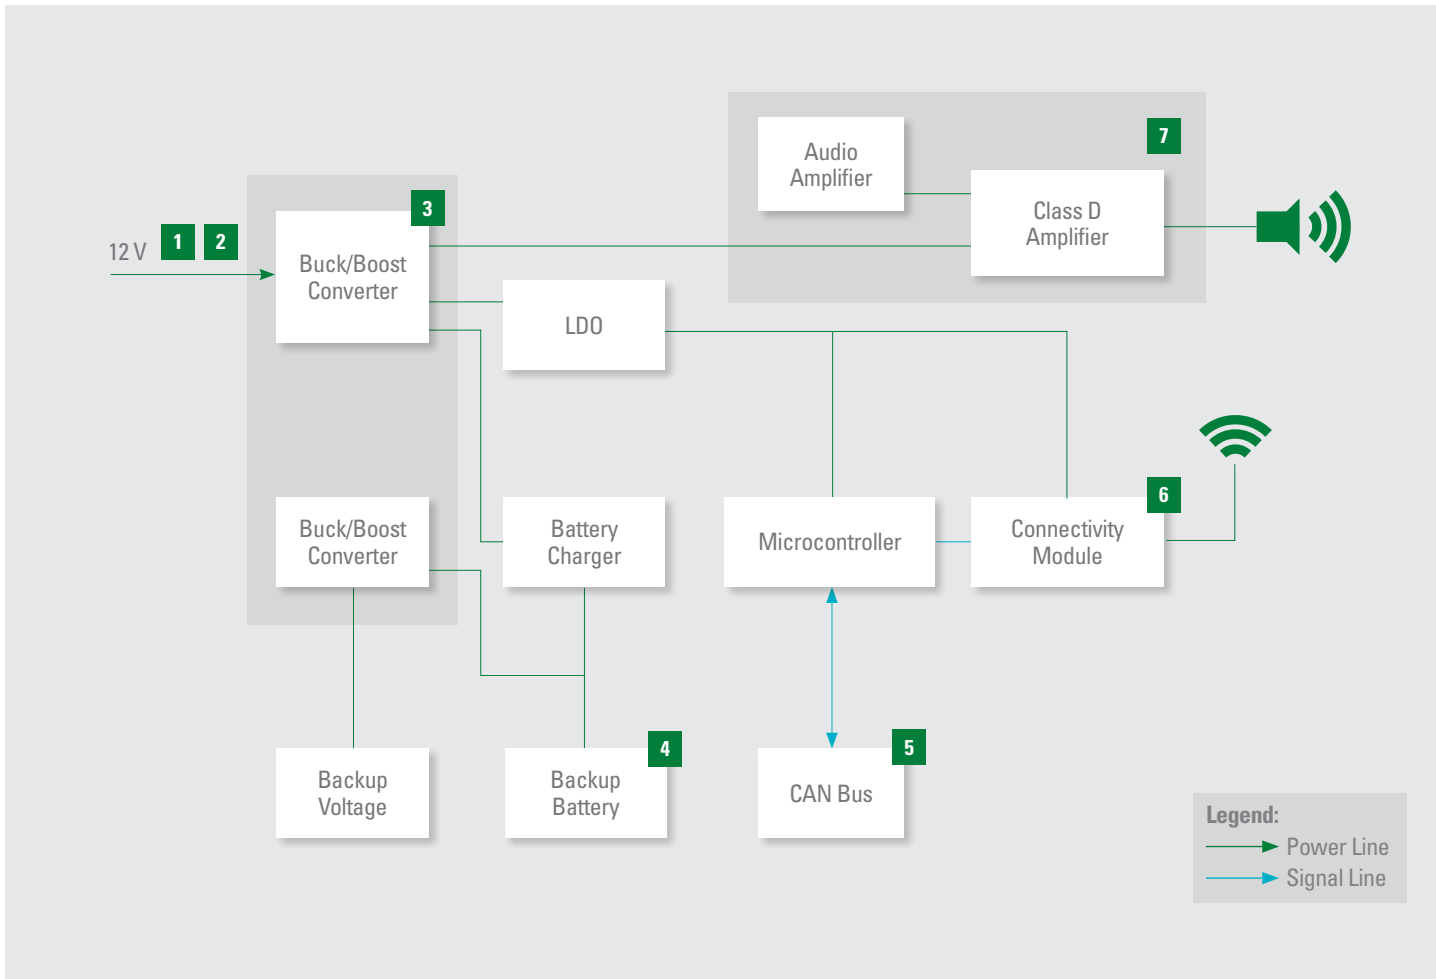 7
Audio
Amplifier
Class D
Amplifier
3
12 V
1
2
Buck/Boost
Converter
LDO
6
Buck/Boost
Converter
Battery
Charger
Microcontroller
Connectivity
Module
4
5
Backup
Voltage
Backup
Battery
CAN Bus
Legend:
Power Line
Signal Line